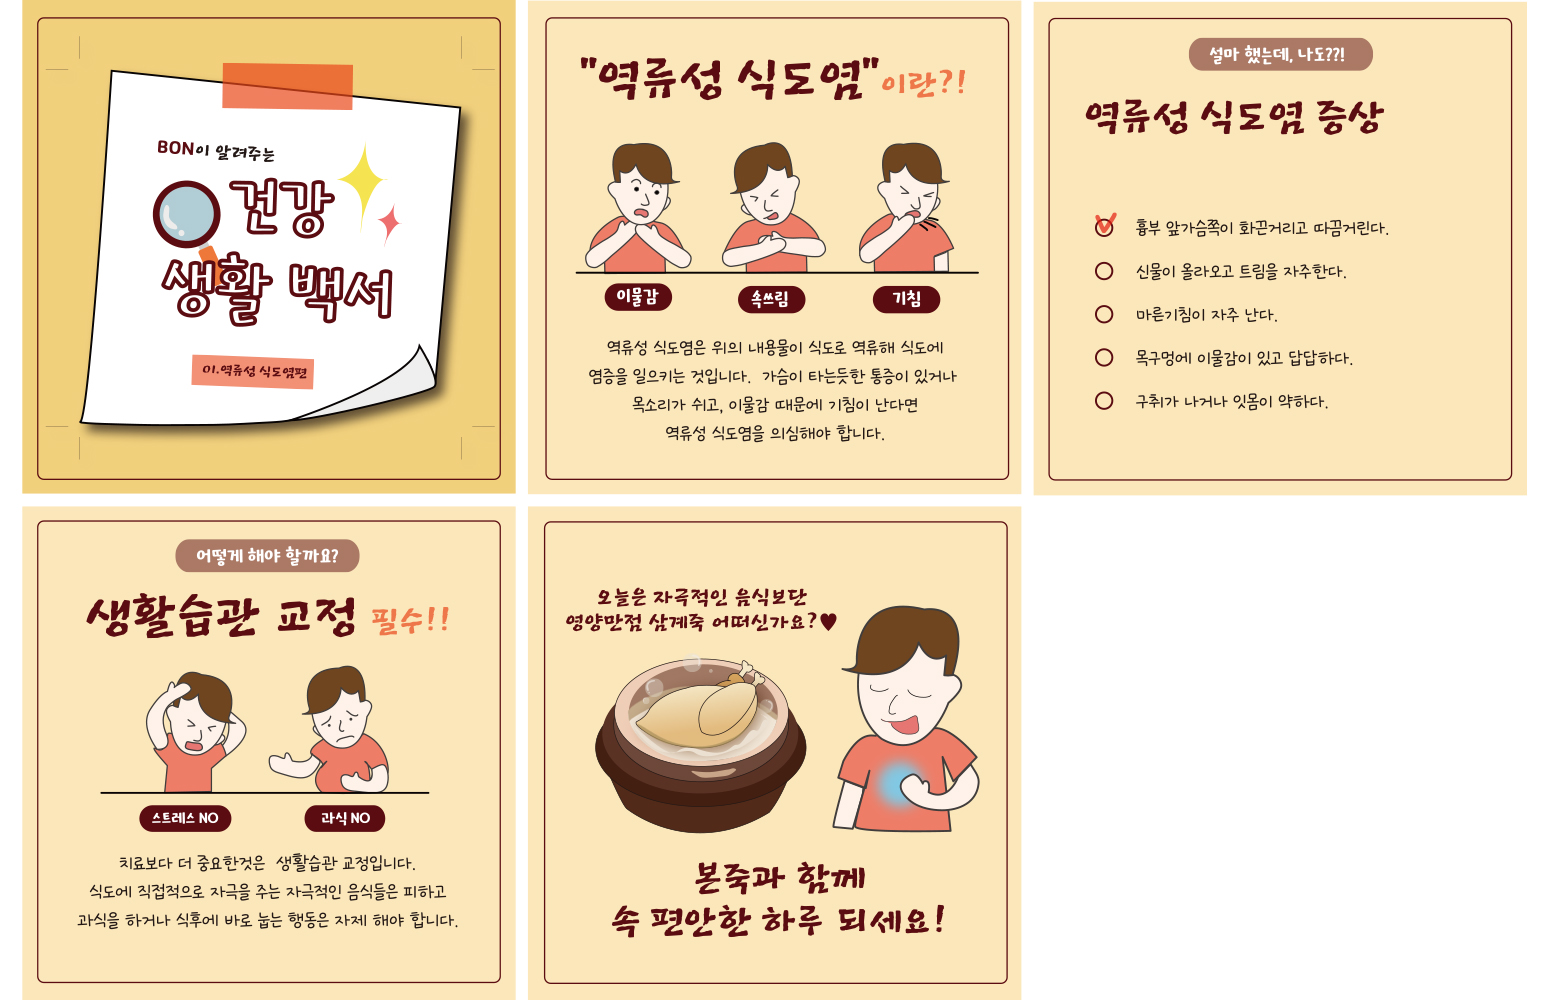 BON이 알려주는
건강
생활 백서
01.역류성 식도염편
"역류성 식도염"이란?!
이물감
속쓰림
기침
역류성 식도염은 위의 내용물이 식도로 역류해 식도에
염증을 일으키는 것입니다. 가슴이 타는듯한 통증이 있거나
목소리가 쉬고, 이물감 때문에 기침이 난다면
역류성 식도염을 의심해야 합니다.
설마 했는데, 나도??!
역류성 식도염 증상
흉부 앞가슴쪽이 화끈거리고 따끔거린다.
신물이 올라오고 트림을 자주한다.
마른기침이 자주 난다.
목구멍에 이물감이 있고 답답하다.
구취가 나거나 잇몸이 약하다.
어떻게 해야 할까요?
생활습관 교정 필수!!
스트레스 NO
과식 NO
치료보다 더 중요한것은 생활습관 교정입니다.
식도에 직접적으로 자극을 주는 자극적인 음식들은 피하고
과식을 하거나 식후에 바로 눕는 행동은 자제 해야 합니다.
오늘은 자극적인 음식보단
영양만점 삼계죽 어떠신가요?♥
본죽과 함께
속 편안한 하루 되세요!